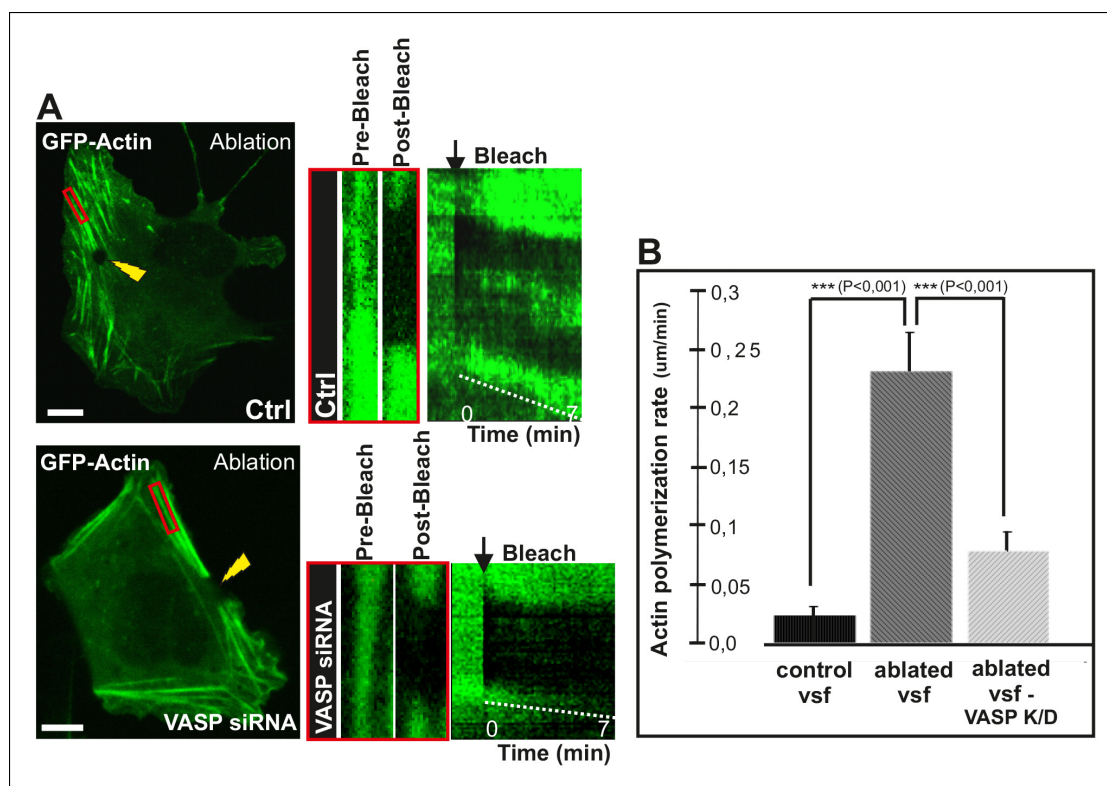 A
GFP-Actin Ablation
Ctrl
Ctrl
Pre-Bleach
Post-Bleach
Bleach
0 7
Time (min)
GFP-Actin Ablation
VASP siRNA
VASP siRNA
Pre-Bleach
Post-Bleach
Bleach
0 7
Time (min)
B
Actin polymerization rate (um/min)
0,3
0,25
0,2
0,15
0,1
0,05
0,0
*** (P<0,001) *** (P<0,001)
control
vsf
ablated
vsf
ablated
vsf -
VASP K/D